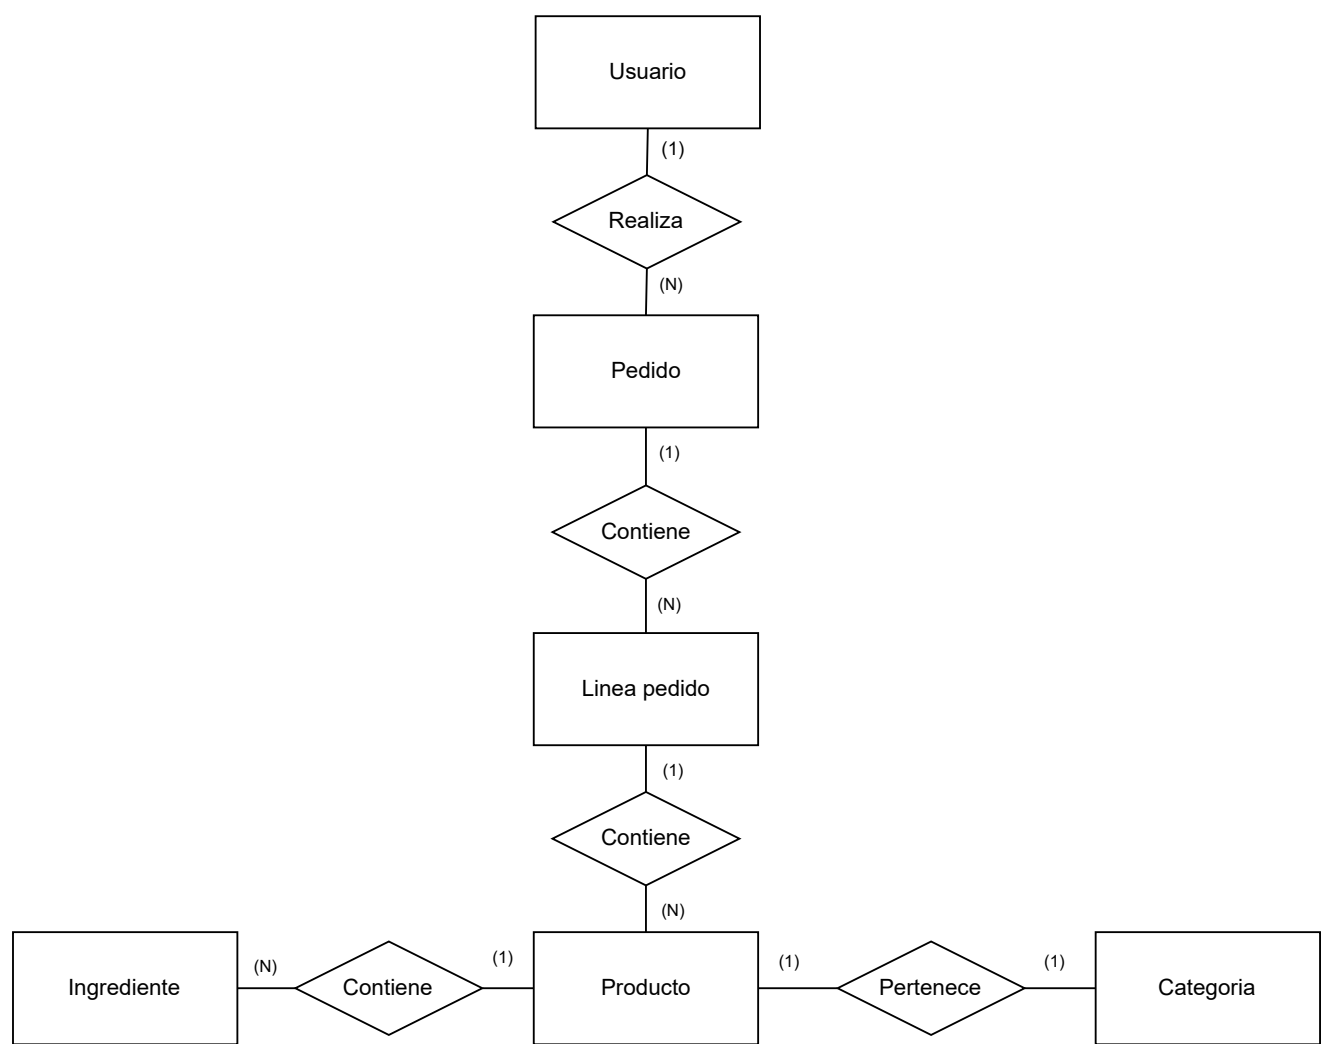 Usuario
(1)
Realiza
(N)
Pedido
(1)
Contiene
(N)
Linea pedido
(1)
Contiene
(N)
Ingrediente
(N)
Contiene
(1)
Producto
(1)
Pertenece
(1)
Categoria